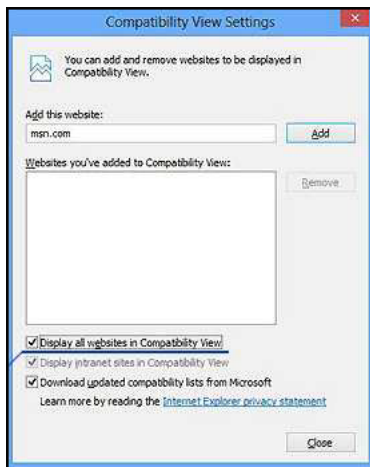 Compatibility View Settings
You can add and remove websites to be displayed in
Compatibility View.
Add this website:
msn.com
Add
Websites you've added to Compatibility View:
Remove
Display all websites in Compatibility View
Display intranet sites in Compatibility View
Download updated compatibility lists from Microsoft
Learn more by reading the Internet Explorer privacy statement
Close